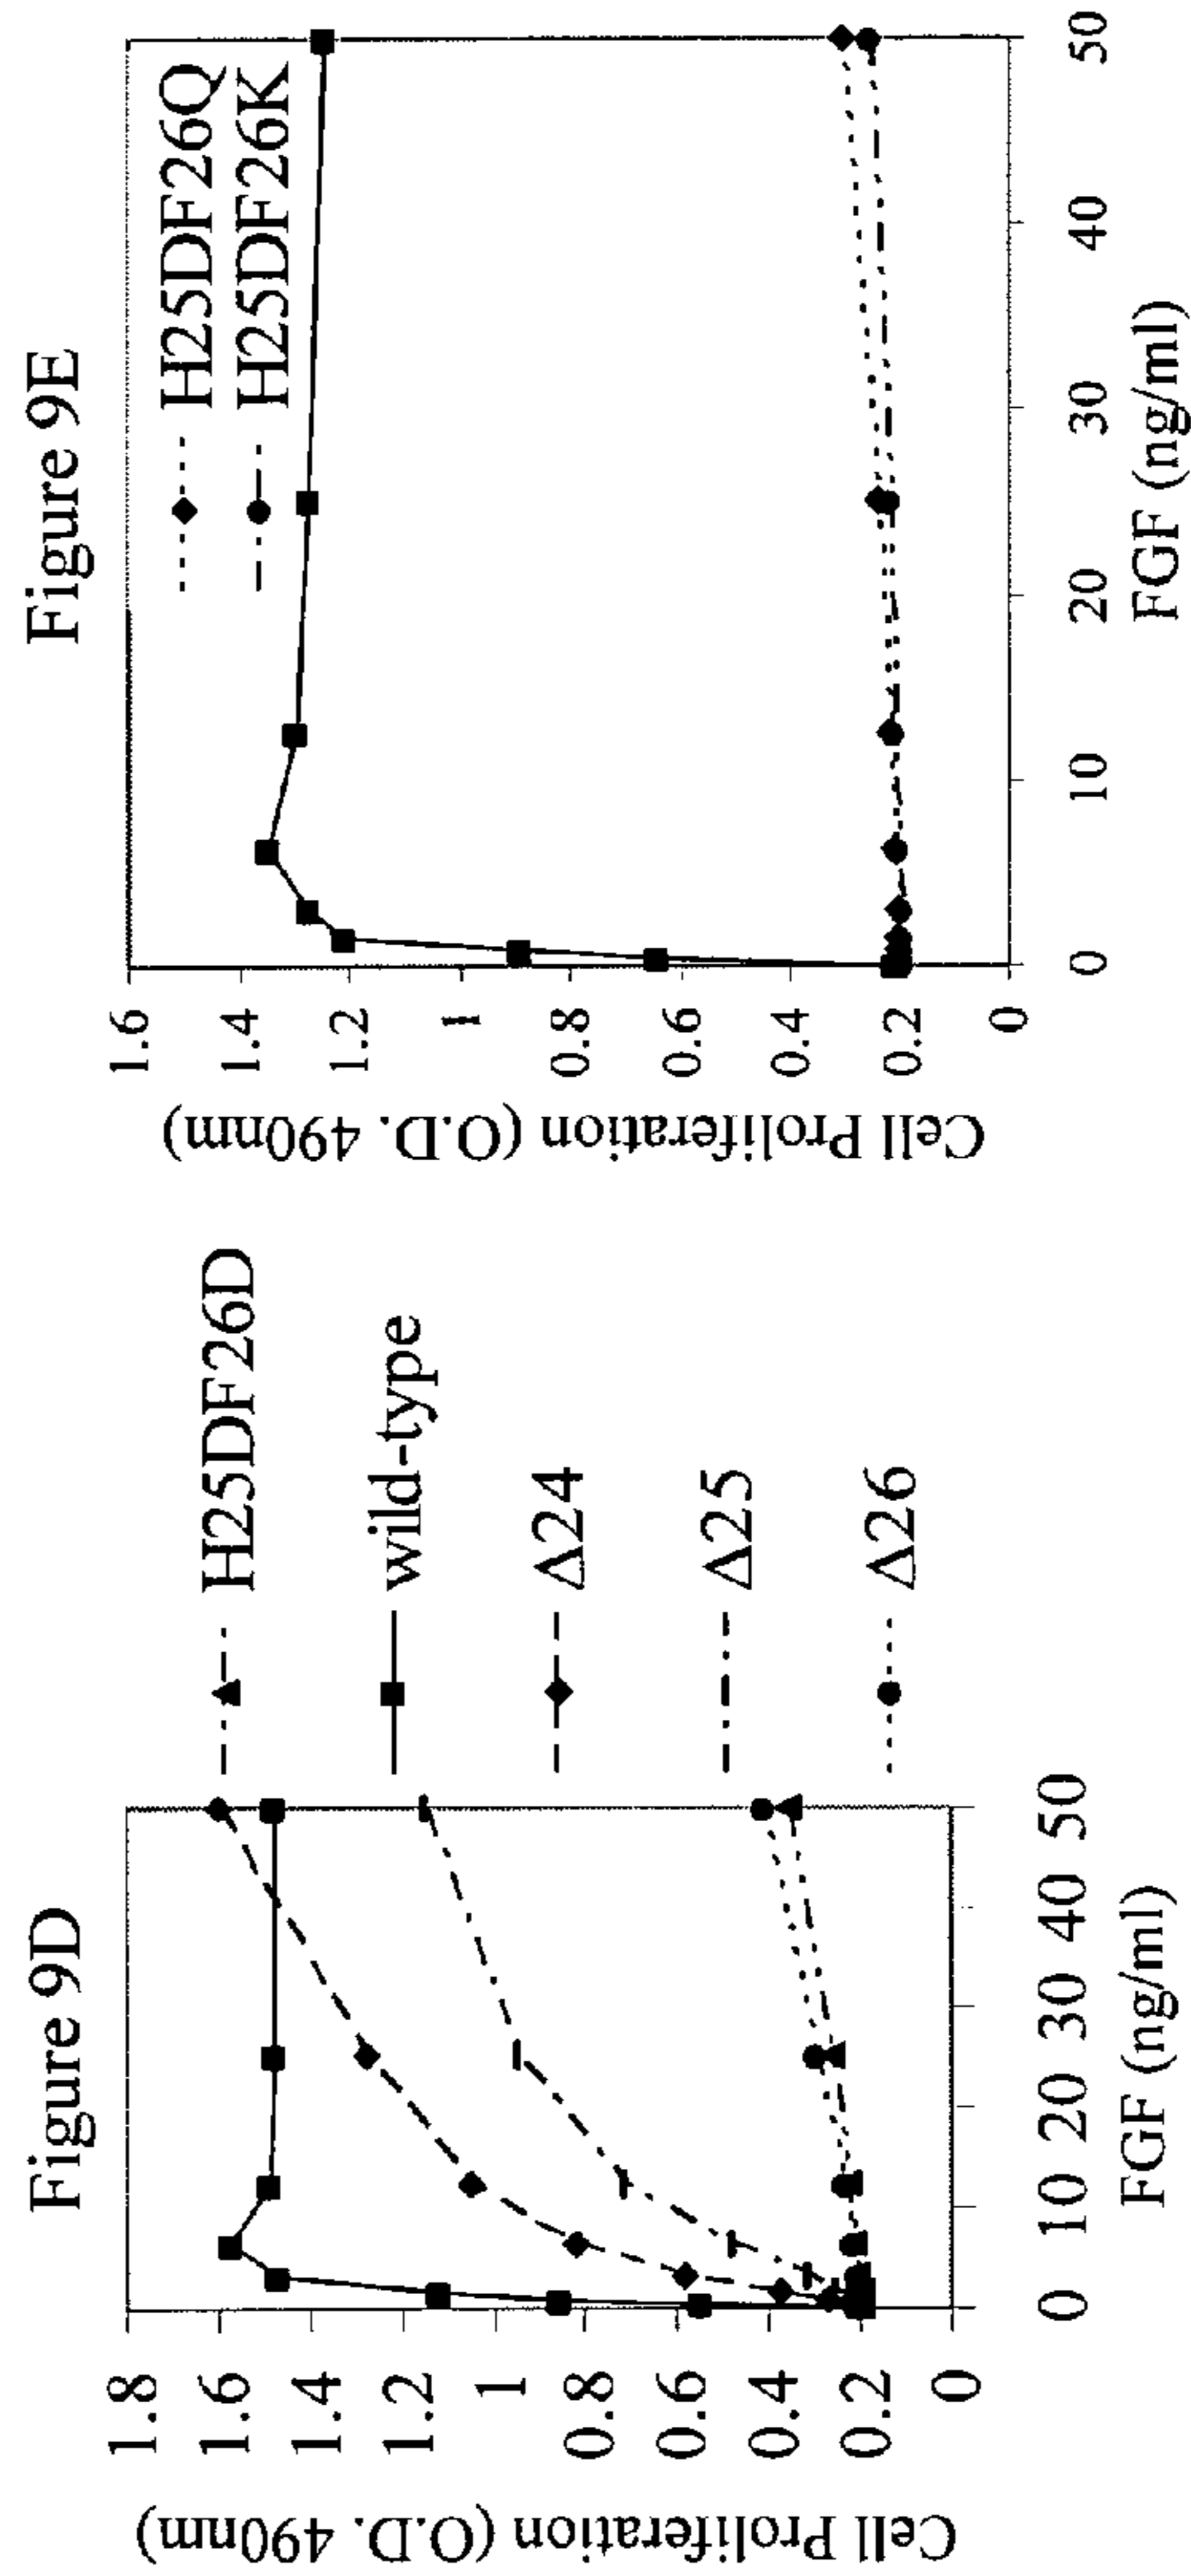 Figure 9D
Cell Proliferation (O.D. 490nm)
1.8
1.6
1.4
1.2
1
0.8
0.6
0.4
0.2
0
0 10 20 30 40 50
FGF (ng/ml)
H25DF26D
wild-type
Δ24
Δ25
Δ26
Figure 9E
Cell Proliferation (O.D. 490nm)
1.6
1.4
1.2
1
0.8
0.6
0.4
0.2
0
0 10 20 30 40 50
FGF (ng/ml)
H25DF26Q
H25DF26K